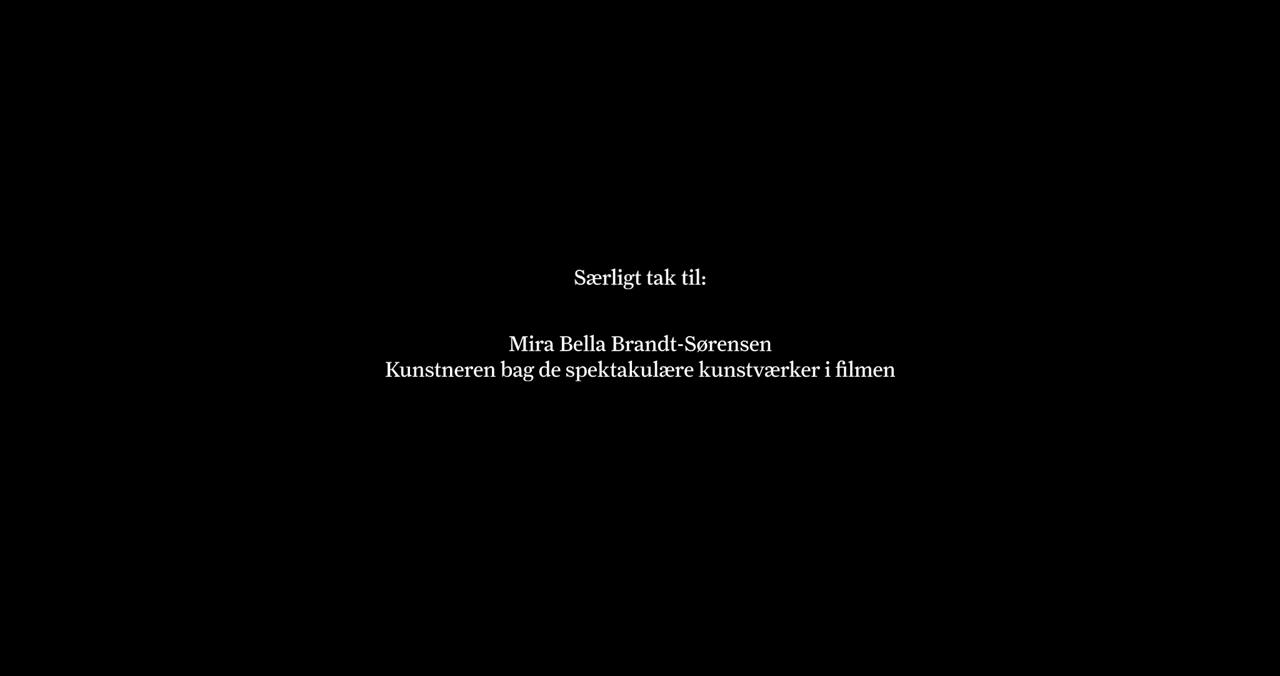 Særligt tak til:
Mira Bella Brandt-Sørensen
Kunstneren bag de spektakulære kunstværker i filmen